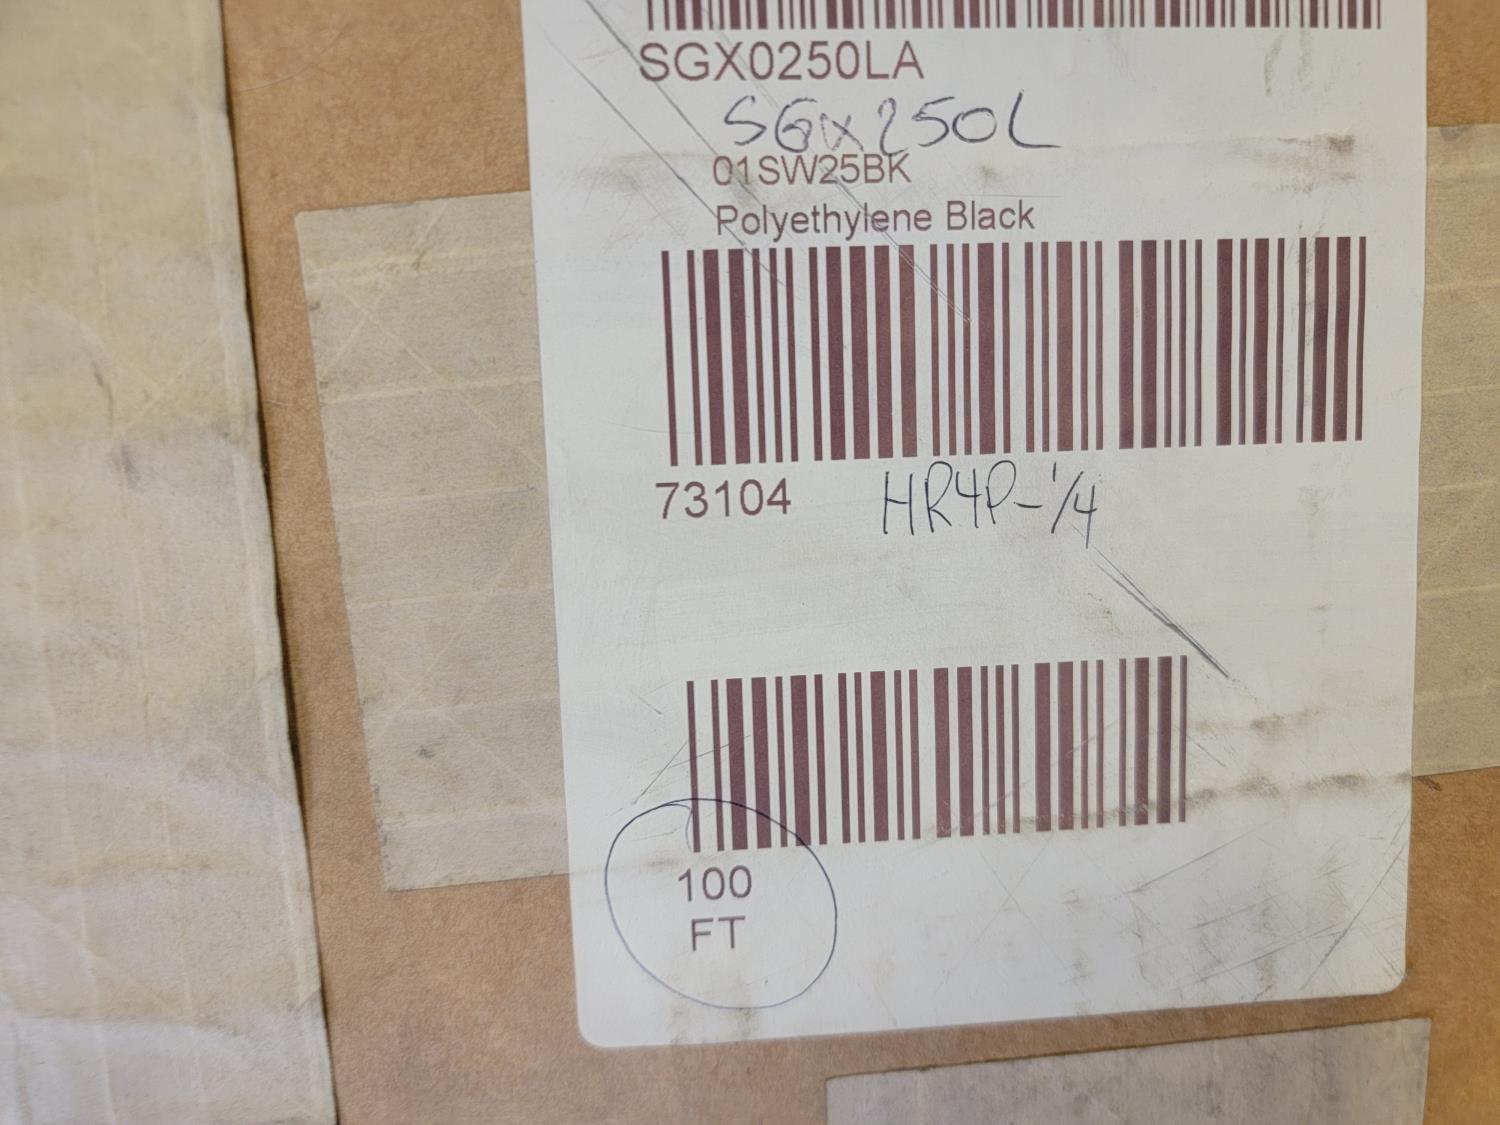 SGX0250LA
SGX250L
01SW25BK
Polyethylene Black
73104 HR4P-1/4
100
FT